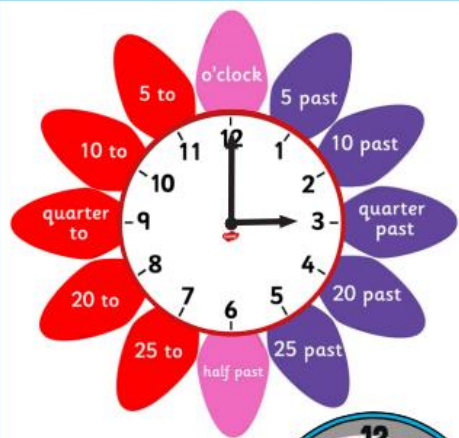 o'clock
5 to
5 past
10 to
10 past
quarter
to
quarter
past
20 to
20 past
25 to
25 past
half past
12
11
1
10
2
9
3
8
4
7
5
6
12